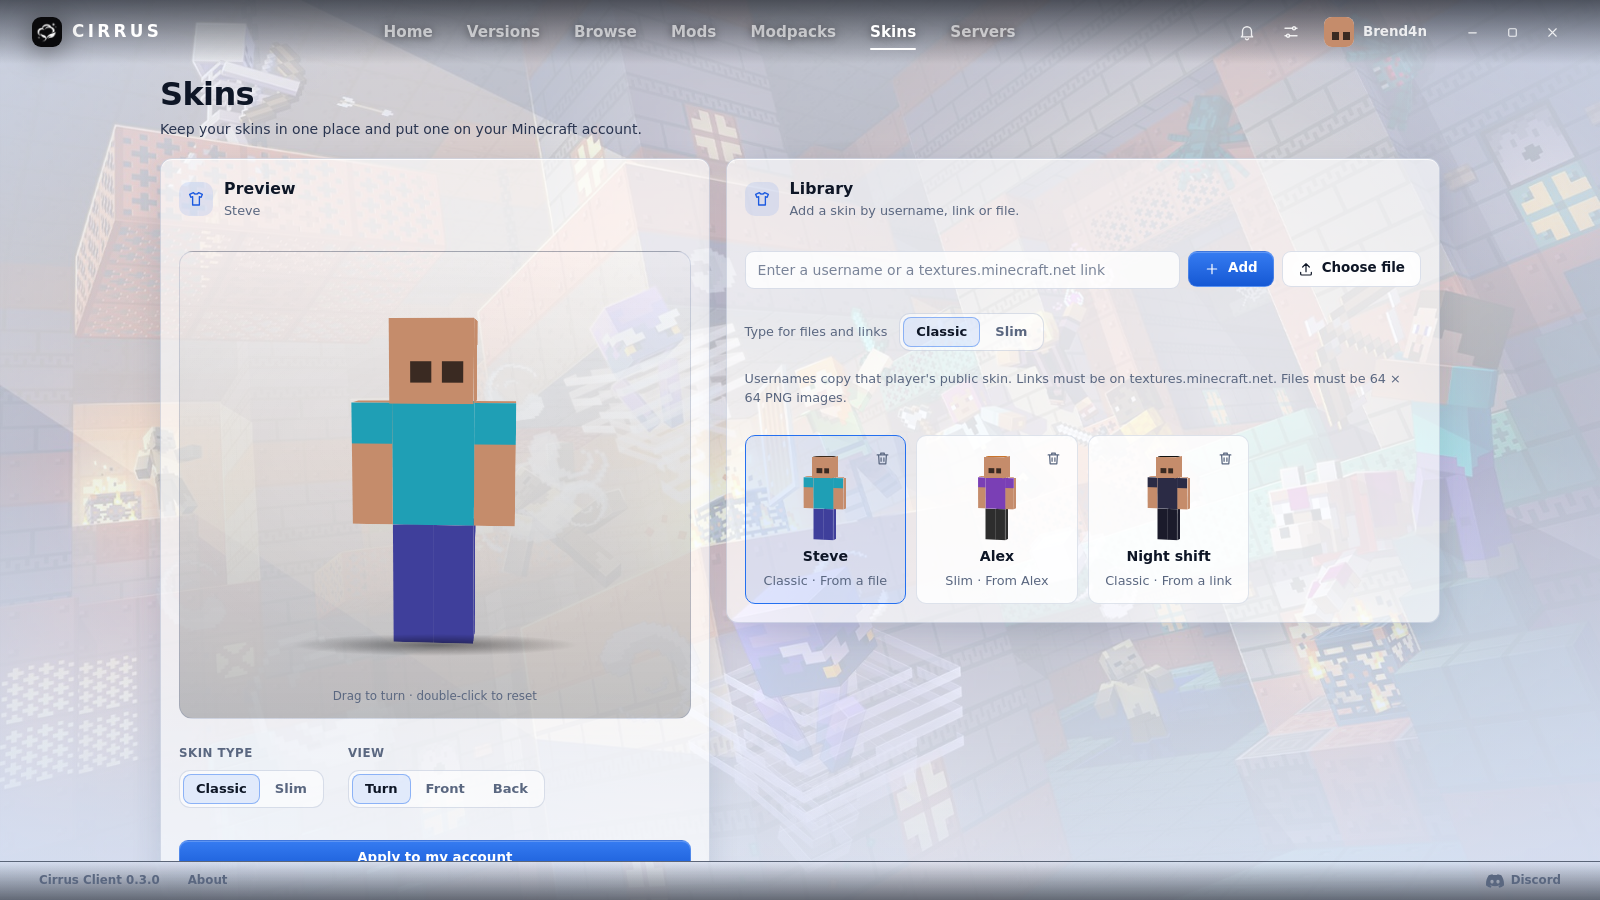 CIRRUS
Home Versions Browse Mods Modpacks Skins Servers
Brend4n
Skins
Keep your skins in one place and put one on your Minecraft account.
Preview
Steve
Drag to turn · double-click to reset
SKIN TYPE
Classic Slim
VIEW
Turn Front Back
Apply to my account
Library
Add a skin by username, link or file.
Enter a username or a textures.minecraft.net link
Add
Choose file
Type for files and links
Classic Slim
Usernames copy that player's public skin. Links must be on textures.minecraft.net. Files must be 64 ×
64 PNG images.
Steve
Classic · From a file
Alex
Slim · From Alex
Night shift
Classic · From a link
Cirrus Client 0.3.0
About
Discord